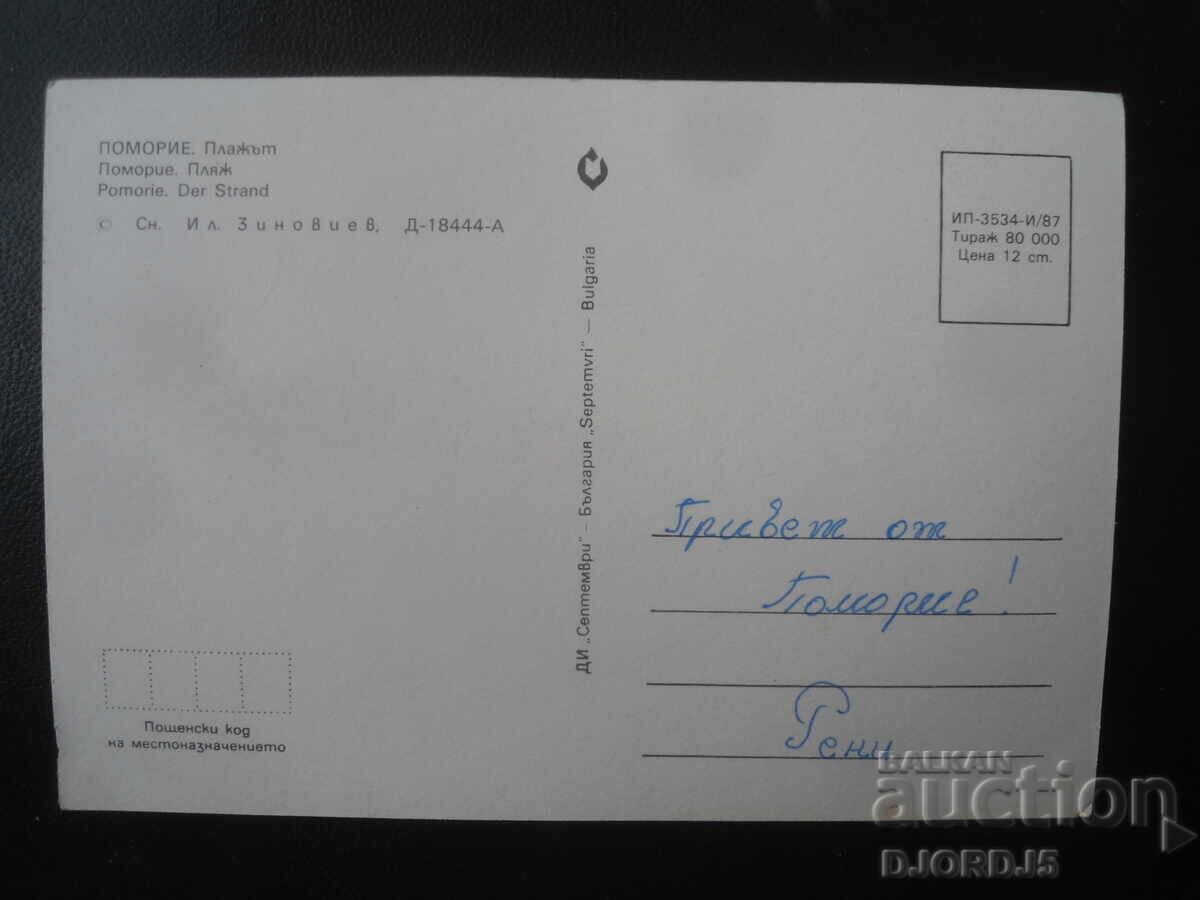 ПОМОРИЕ. Плажът
Поморие. Пляж
Pomorie. Der Strand
© Сн. Ил. Зиновиев, Д-18444-А
ДИ „Септември" – България „Septemvri" — Bulgaria
ИП-3534-И/87
Тираж 80 000
Цена 12 ст.
Привет от
Поморие!
Рени
Пощенски код
на местоназначението
BALKAN
auction
DJORDJ5